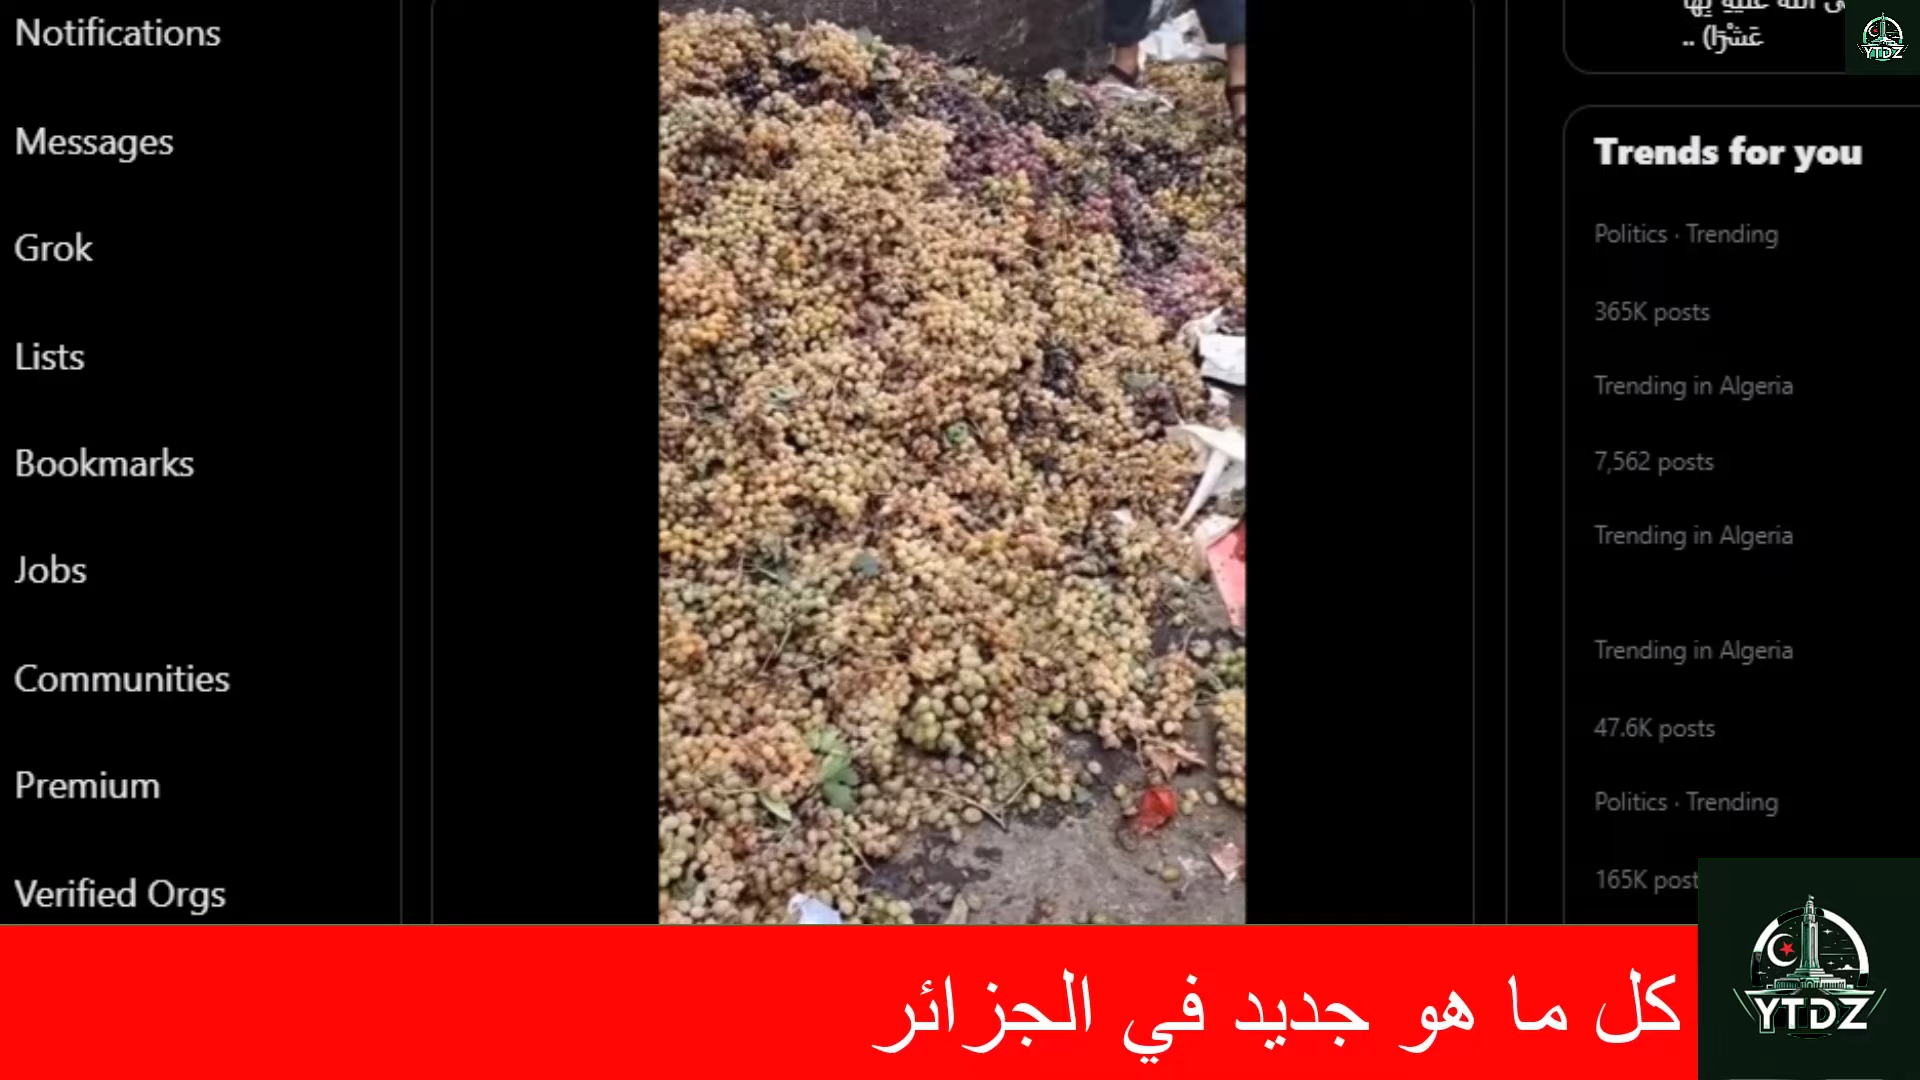 Notifications
Messages
Grok
Lists
Bookmarks
Jobs
Communities
Premium
Verified Orgs
عَشْرًا) ..
YTDZ
Trends for you
Politics · Trending
365K posts
Trending in Algeria
7,562 posts
Trending in Algeria
Trending in Algeria
47.6K posts
Politics · Trending
165K post
كل ما هو جديد في الجزائر
YTDZ